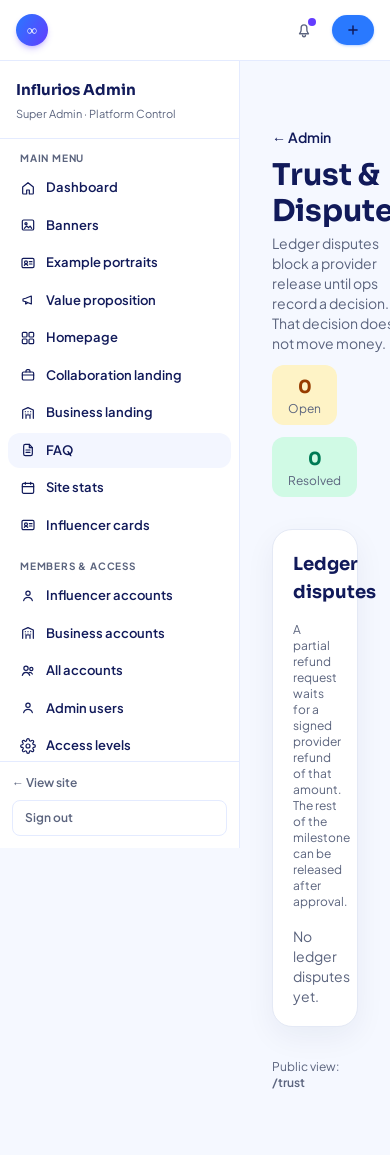 ∞
+
Influrios Admin
Super Admin · Platform Control
MAIN MENU
Dashboard
Banners
Example portraits
Value proposition
Homepage
Collaboration landing
Business landing
FAQ
Site stats
Influencer cards
MEMBERS & ACCESS
Influencer accounts
Business accounts
All accounts
Admin users
Access levels
← View site
Sign out
← Admin
Trust &
Dispute
Ledger disputes
block a provider
release until ops
record a decision.
That decision does
not move money.
0
Open
0
Resolved
Ledger
disputes
A
partial
refund
request
waits
for a
signed
provider
refund
of that
amount.
The rest
of the
milestone
can be
released
after
approval.
No
ledger
disputes
yet.
Public view:
/trust